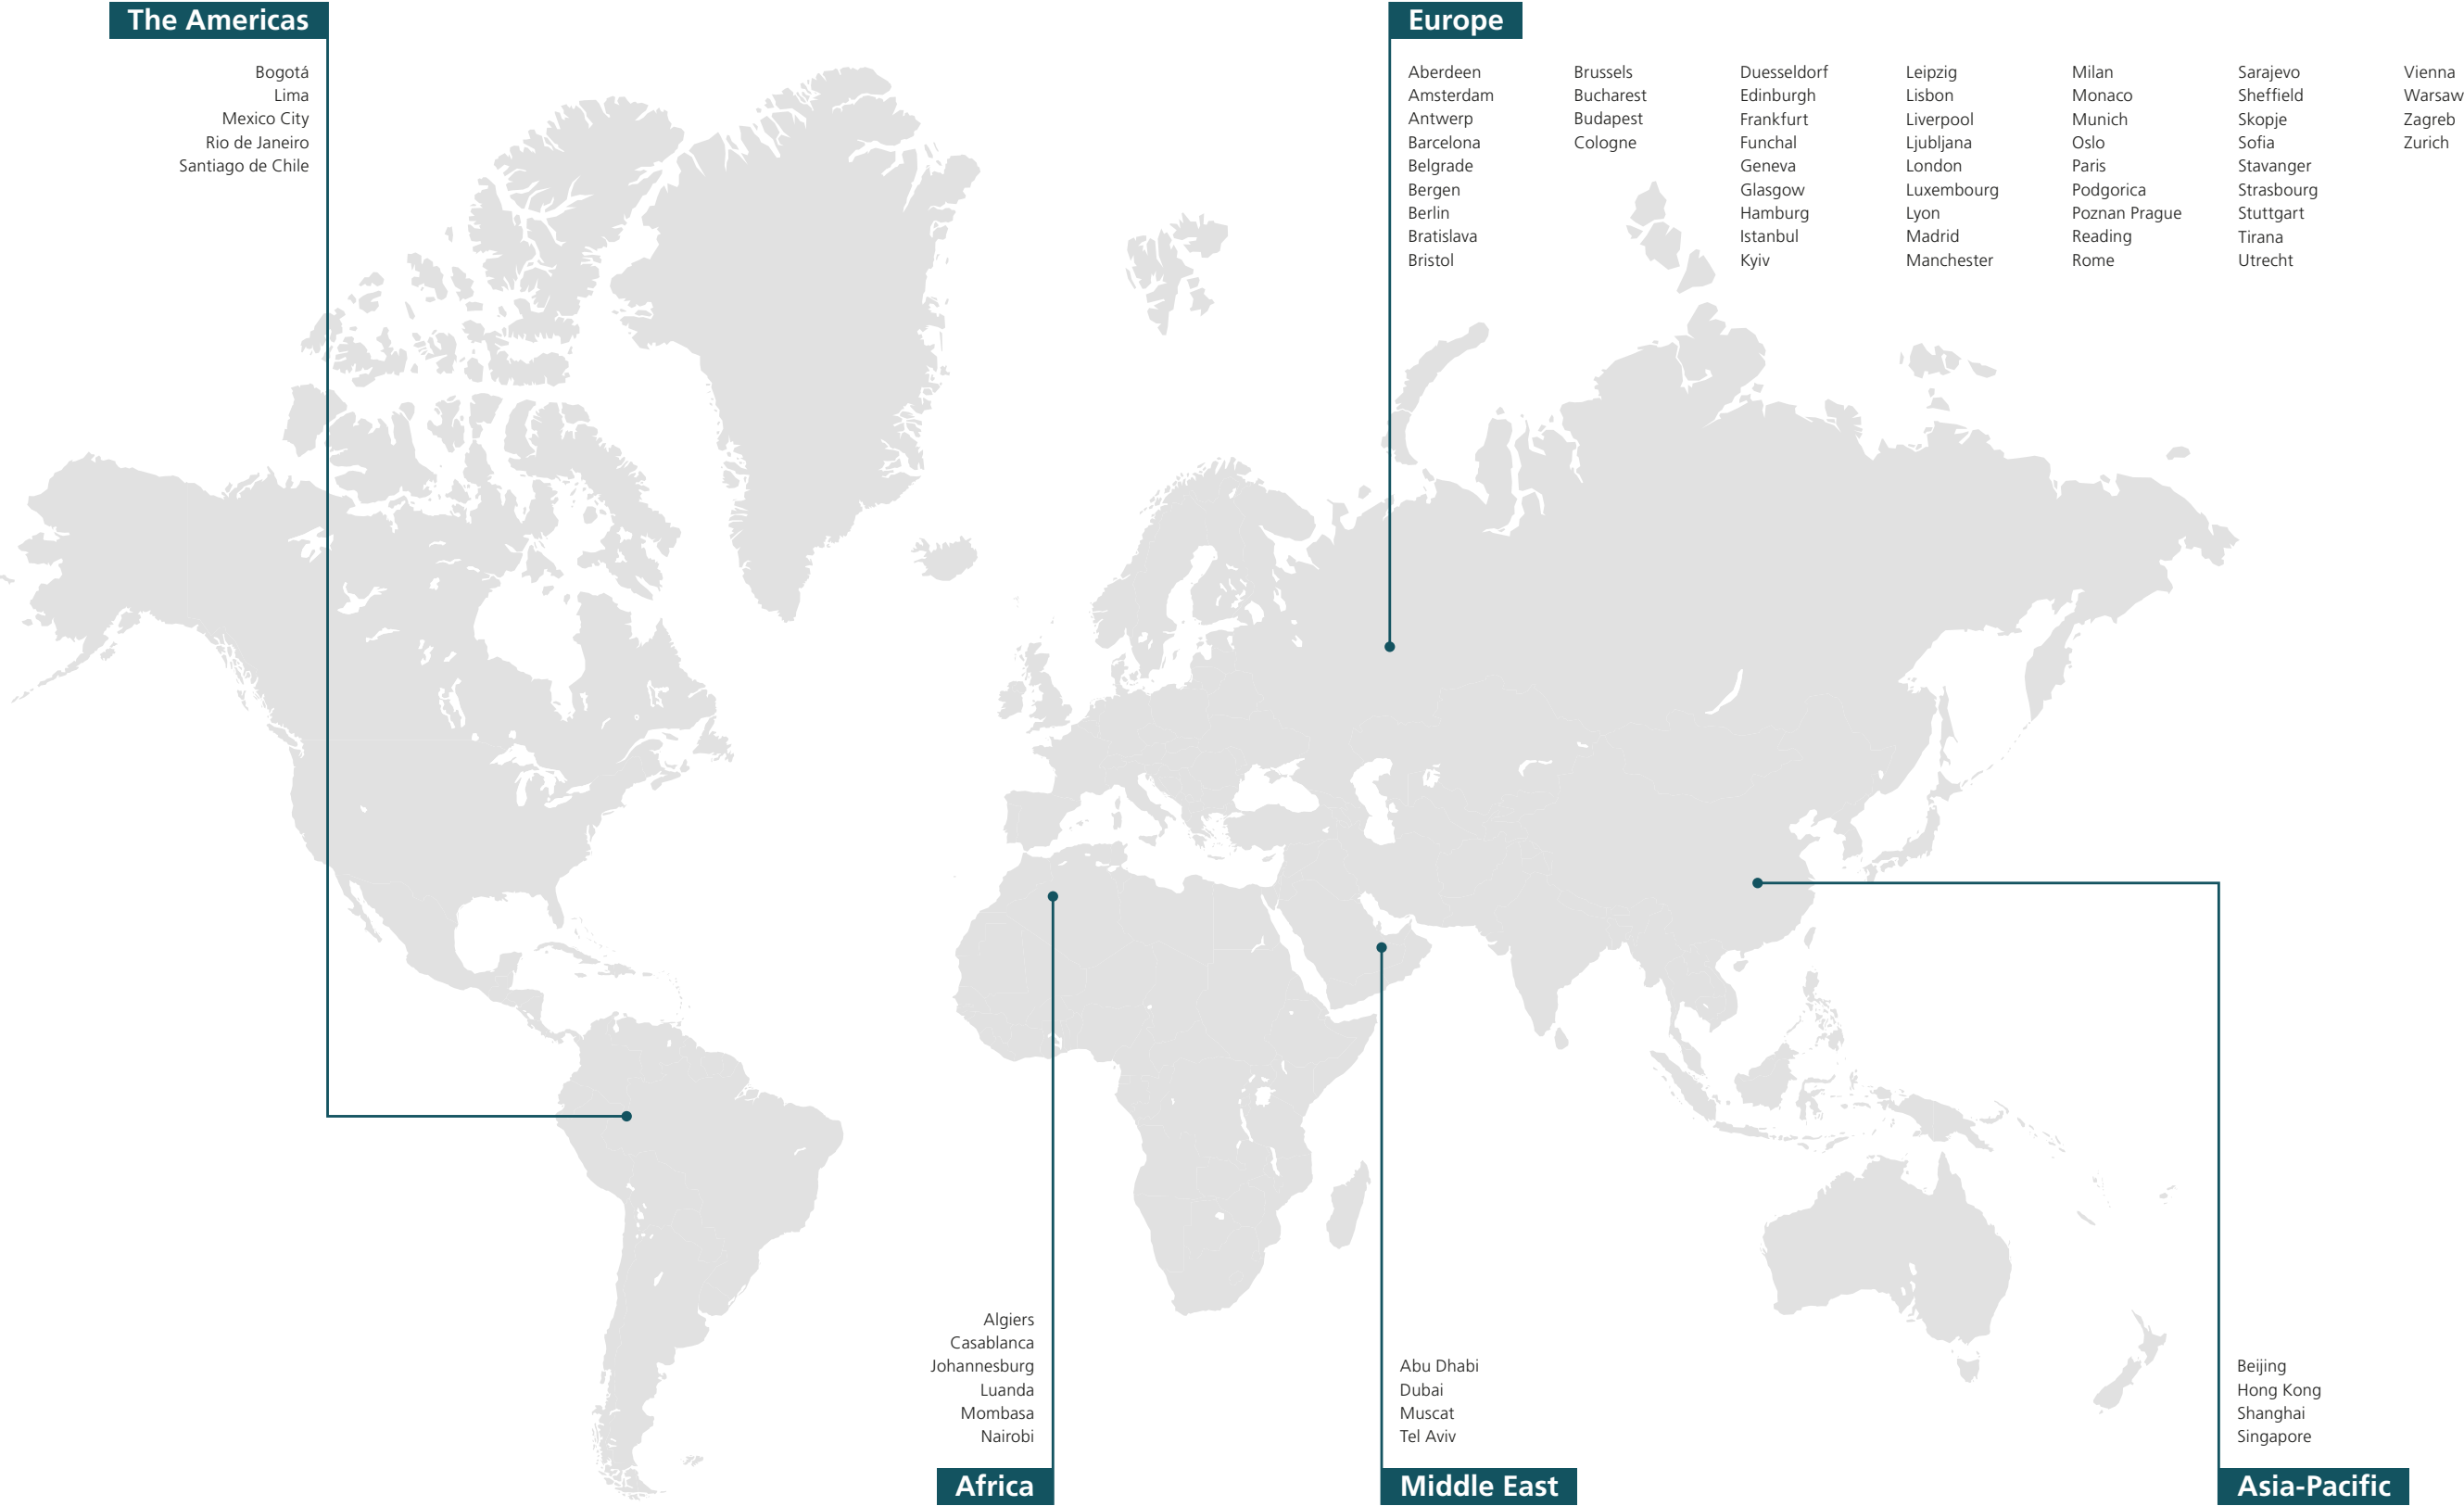 The Americas
Bogotá
Lima
Mexico City
Rio de Janeiro
Santiago de Chile
Europe
Aberdeen
Amsterdam
Antwerp
Barcelona
Belgrade
Bergen
Berlin
Bratislava
Bristol
Brussels
Bucharest
Budapest
Cologne
Duesseldorf
Edinburgh
Frankfurt
Funchal
Geneva
Glasgow
Hamburg
Istanbul
Kyiv
Leipzig
Lisbon
Liverpool
Ljubljana
London
Luxembourg
Lyon
Madrid
Manchester
Milan
Monaco
Munich
Oslo
Paris
Podgorica
Poznan Prague
Reading
Rome
Sarajevo
Sheffield
Skopje
Sofia
Stavanger
Strasbourg
Stuttgart
Tirana
Utrecht
Vienna
Warsaw
Zagreb
Zurich
Algiers
Casablanca
Johannesburg
Luanda
Mombasa
Nairobi
Africa
Abu Dhabi
Dubai
Muscat
Tel Aviv
Middle East
Beijing
Hong Kong
Shanghai
Singapore
Asia-Pacific